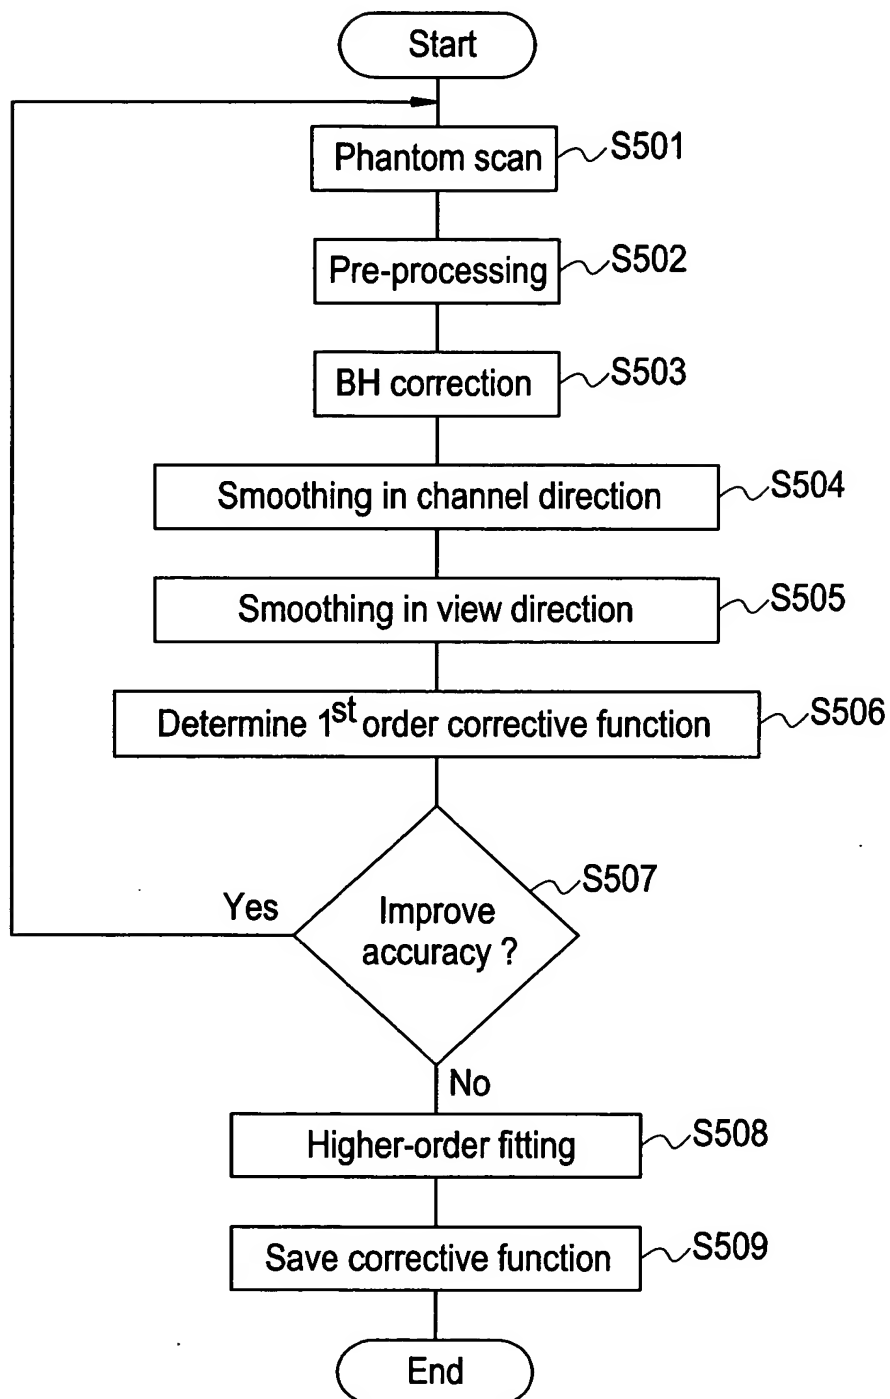 Start
Phantom scan S501
Pre-processing S502
BH correction S503
Smoothing in channel direction S504
Smoothing in view direction S505
Determine 1st order corrective function S506
S507
Yes
Improve
accuracy ?
No
Higher-order fitting S508
Save corrective function S509
End